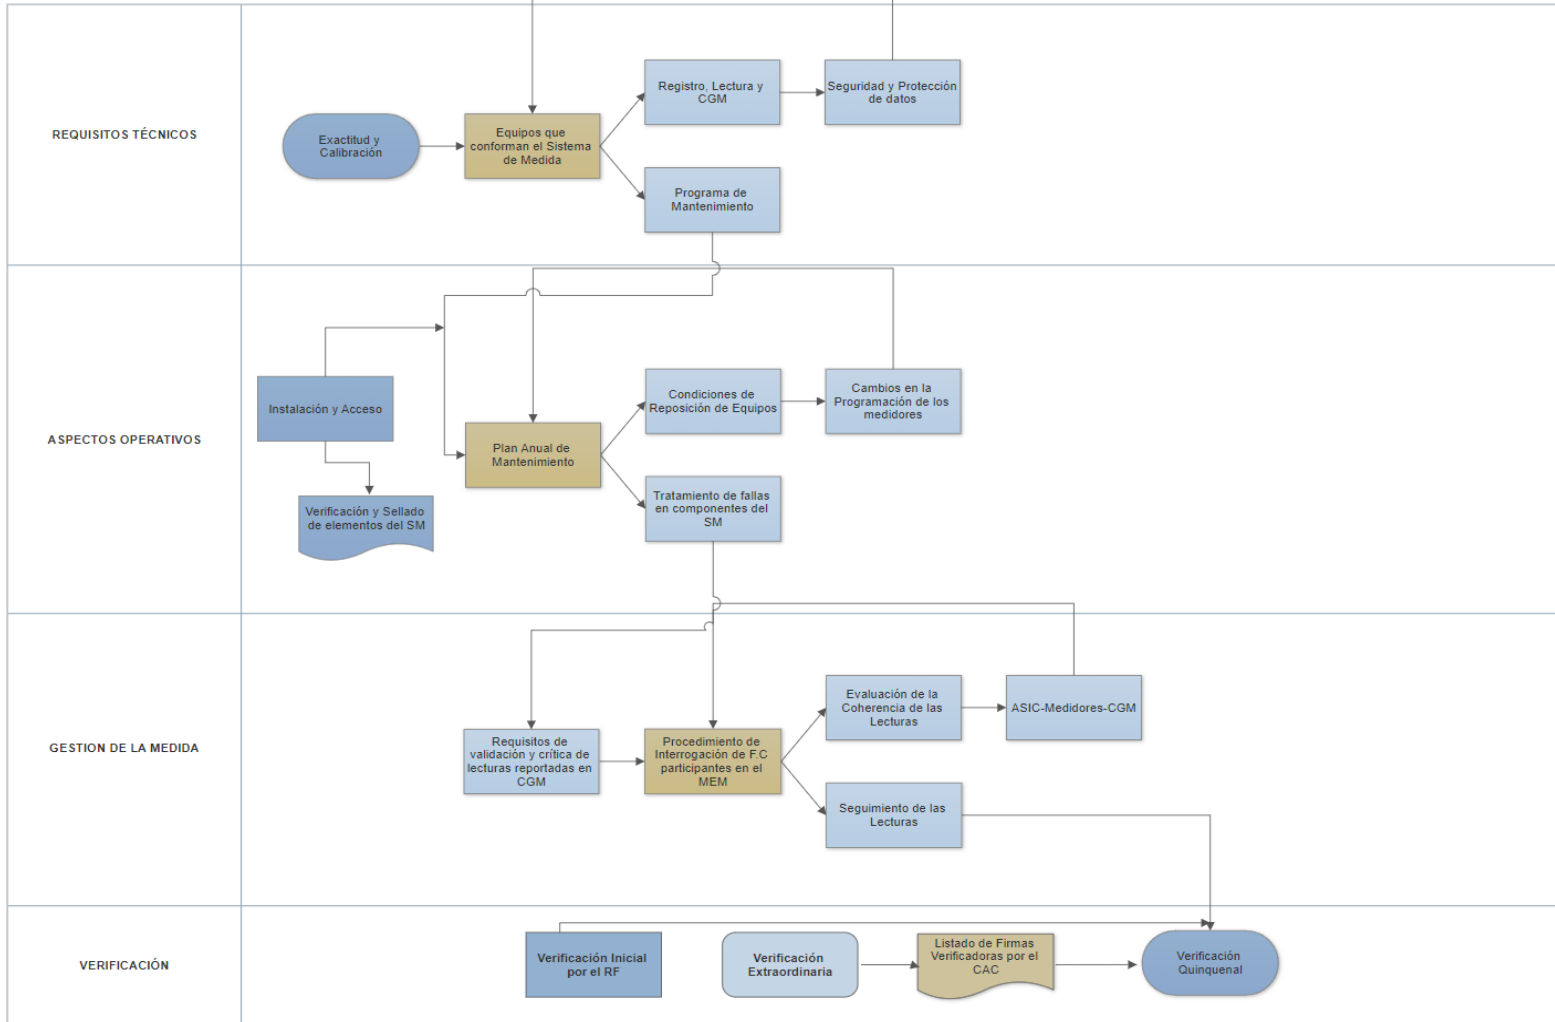 REQUISITOS TÉCNICOS
Exactitud y
Calibración
Equipos que
conforman el Sistema
de Medida
Registro, Lectura y
CGM
Seguridad y Protección
de datos
Programa de
Mantenimiento
ASPECTOS OPERATIVOS
Instalación y Acceso
Verificación y Sellado
de elementos del SM
Plan Anual de
Mantenimiento
Condiciones de
Reposición de Equipos
Cambios en la
Programación de los
medidores
Tratamiento de fallas
en componentes del
SM
GESTION DE LA MEDIDA
Requisitos de
validación y crítica de
lecturas reportadas en
CGM
Procedimiento de
Interrogación de F.C
participantes en el
MEM
Evaluación de la
Coherencia de las
Lecturas
ASIC-Medidores-CGM
Seguimiento de las
Lecturas
VERIFICACIÓN
Verificación Inicial
por el RF
Verificación
Extraordinaria
Listado de Firmas
Verificadoras por el
CAC
Verificación
Quinquenal